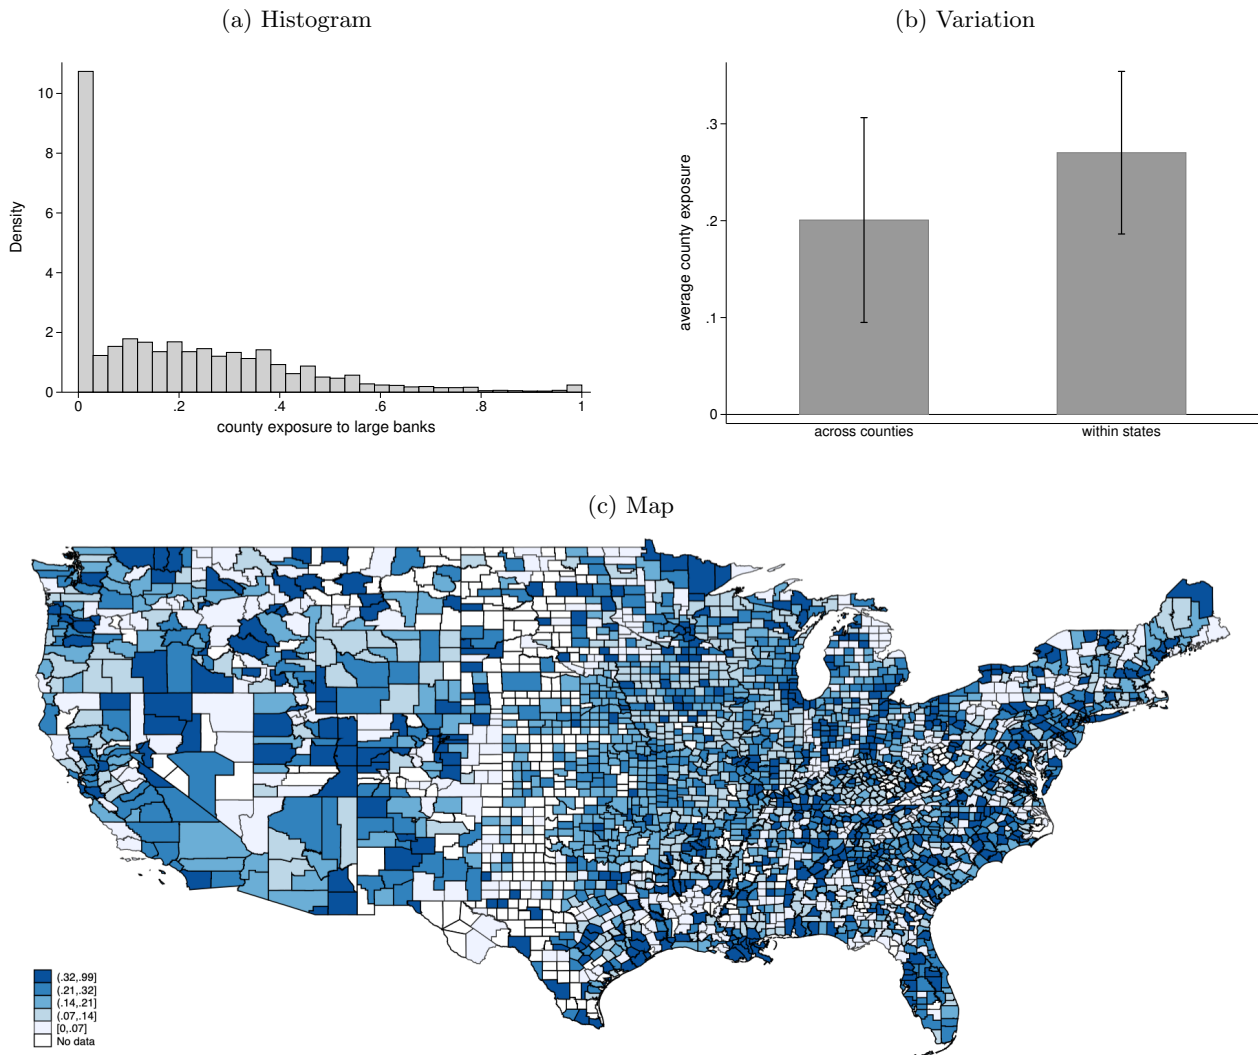 (a) Histogram
Density
10
8
6
4
2
0
0 .2 .4 .6 .8 1
county exposure to large banks
(b) Variation
average county exposure
.3
.2
.1
0
across counties within states
(c) Map
(.32,.99]
(.21,.32]
(.14,.21]
(.07,.14]
[0,.07]
No data